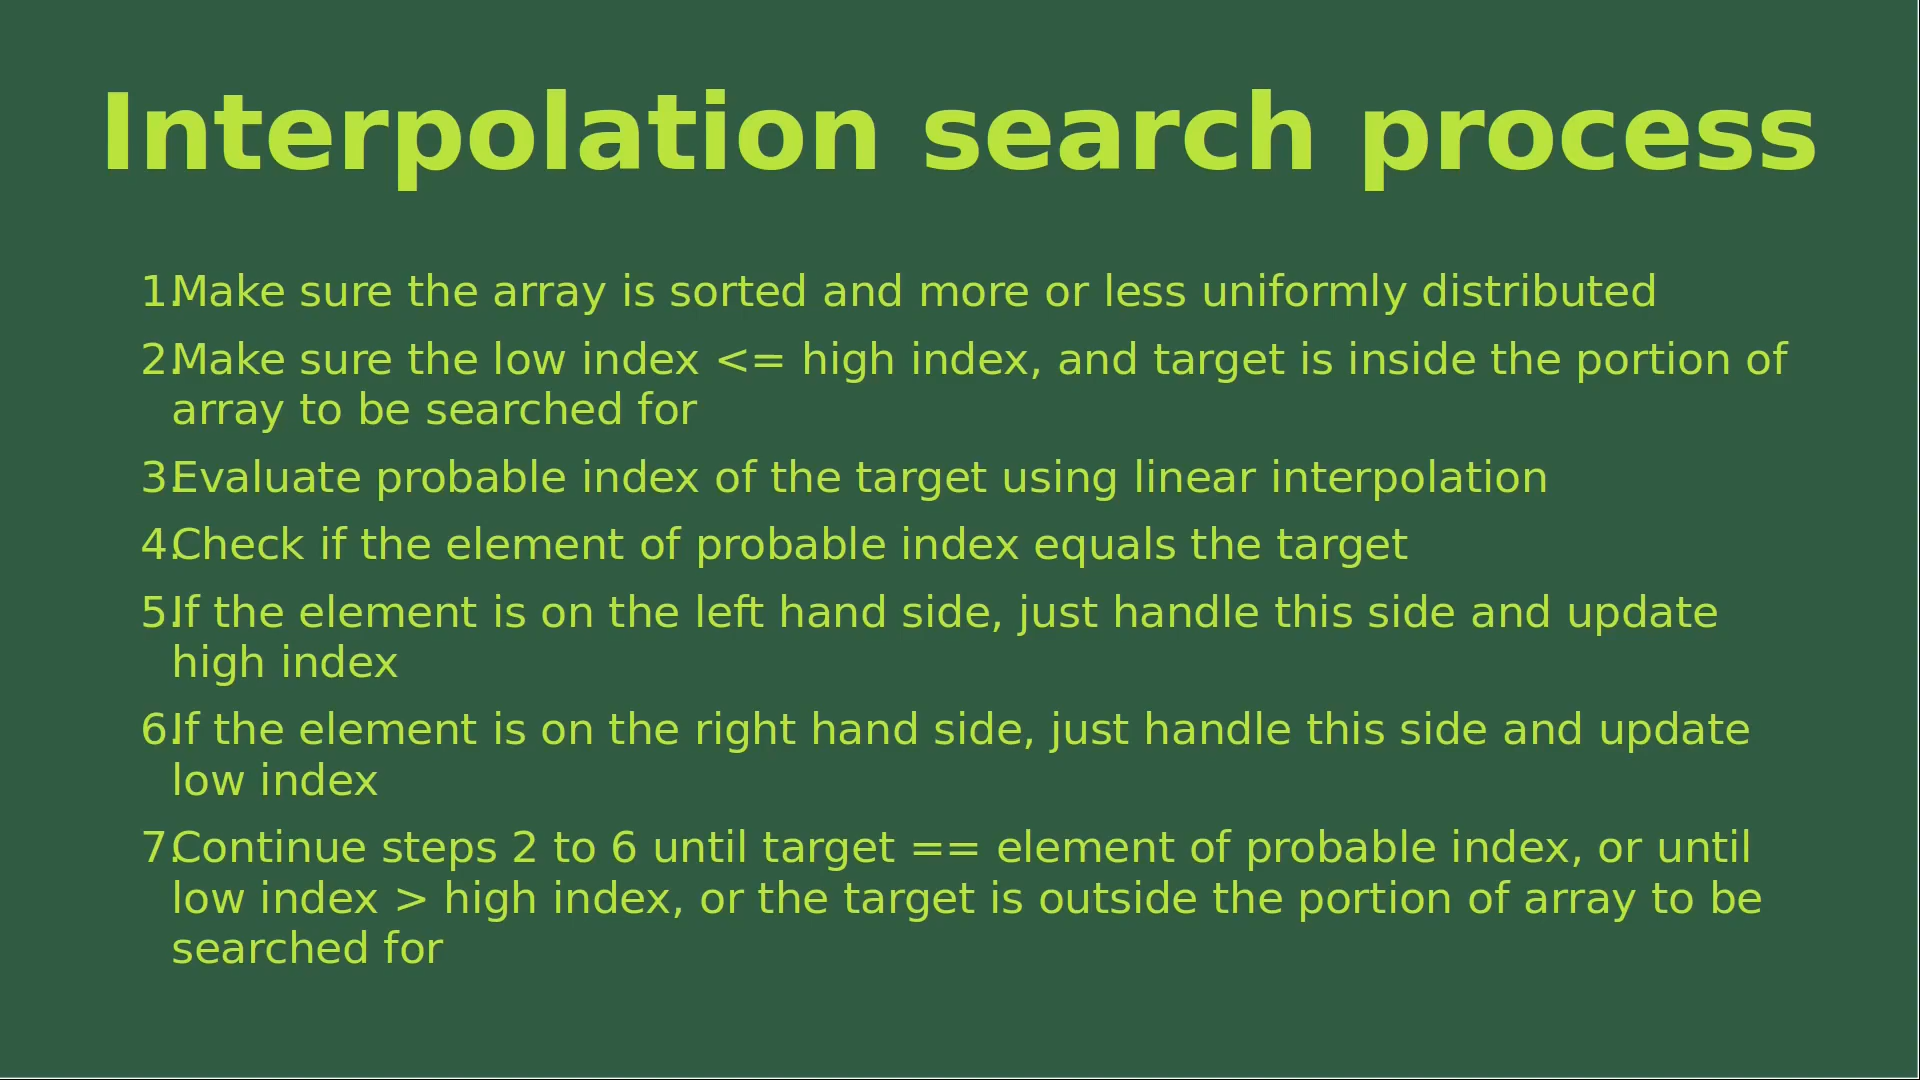 Interpolation search process
1.Make sure the array is sorted and more or less uniformly distributed
2.Make sure the low index <= high index, and target is inside the portion of
array to be searched for
3.Evaluate probable index of the target using linear interpolation
4.Check if the element of probable index equals the target
5.If the element is on the left hand side, just handle this side and update
high index
6.If the element is on the right hand side, just handle this side and update
low index
7.Continue steps 2 to 6 until target == element of probable index, or until
low index > high index, or the target is outside the portion of array to be
searched for